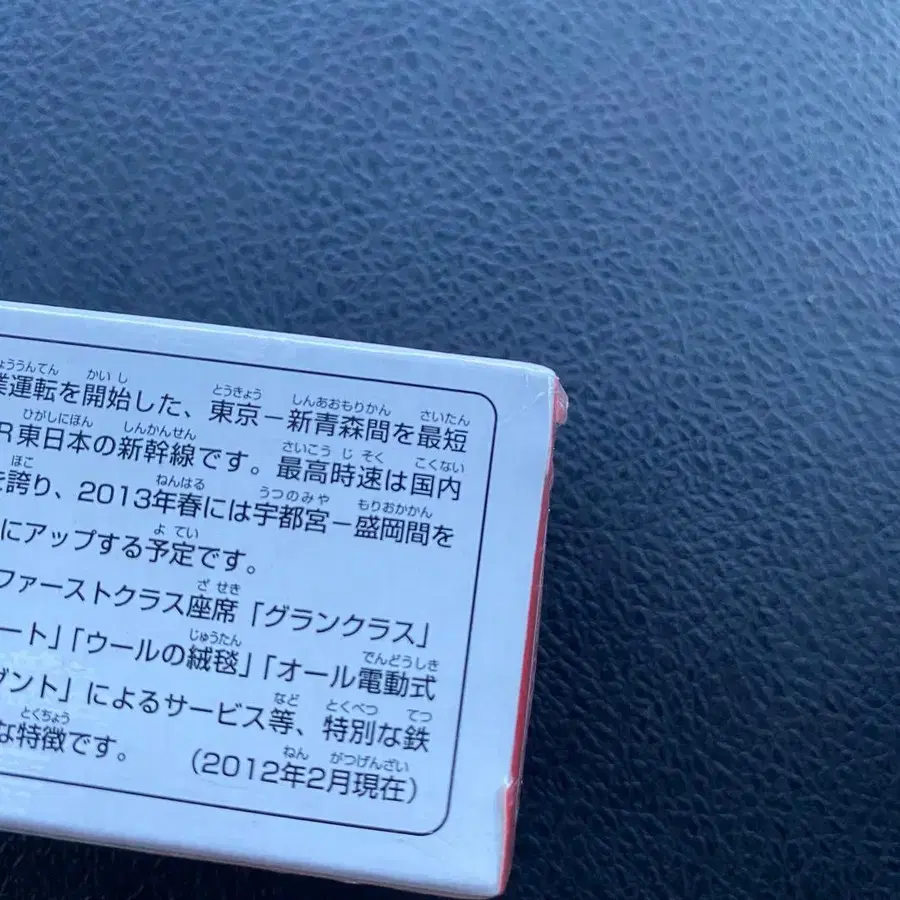 業運転を開始した、東京－新青森間を最短
R東日本の新幹線です。最高時速は国内
を誇り、2013年春には宇都宮－盛岡間を
にアップする予定です。
ファーストクラス座席「グランクラス」
ート」「ウールの絨毯」「オール電動式
ダント」によるサービス等、特別な鉄
な特徴です。 (2012年2月現在)